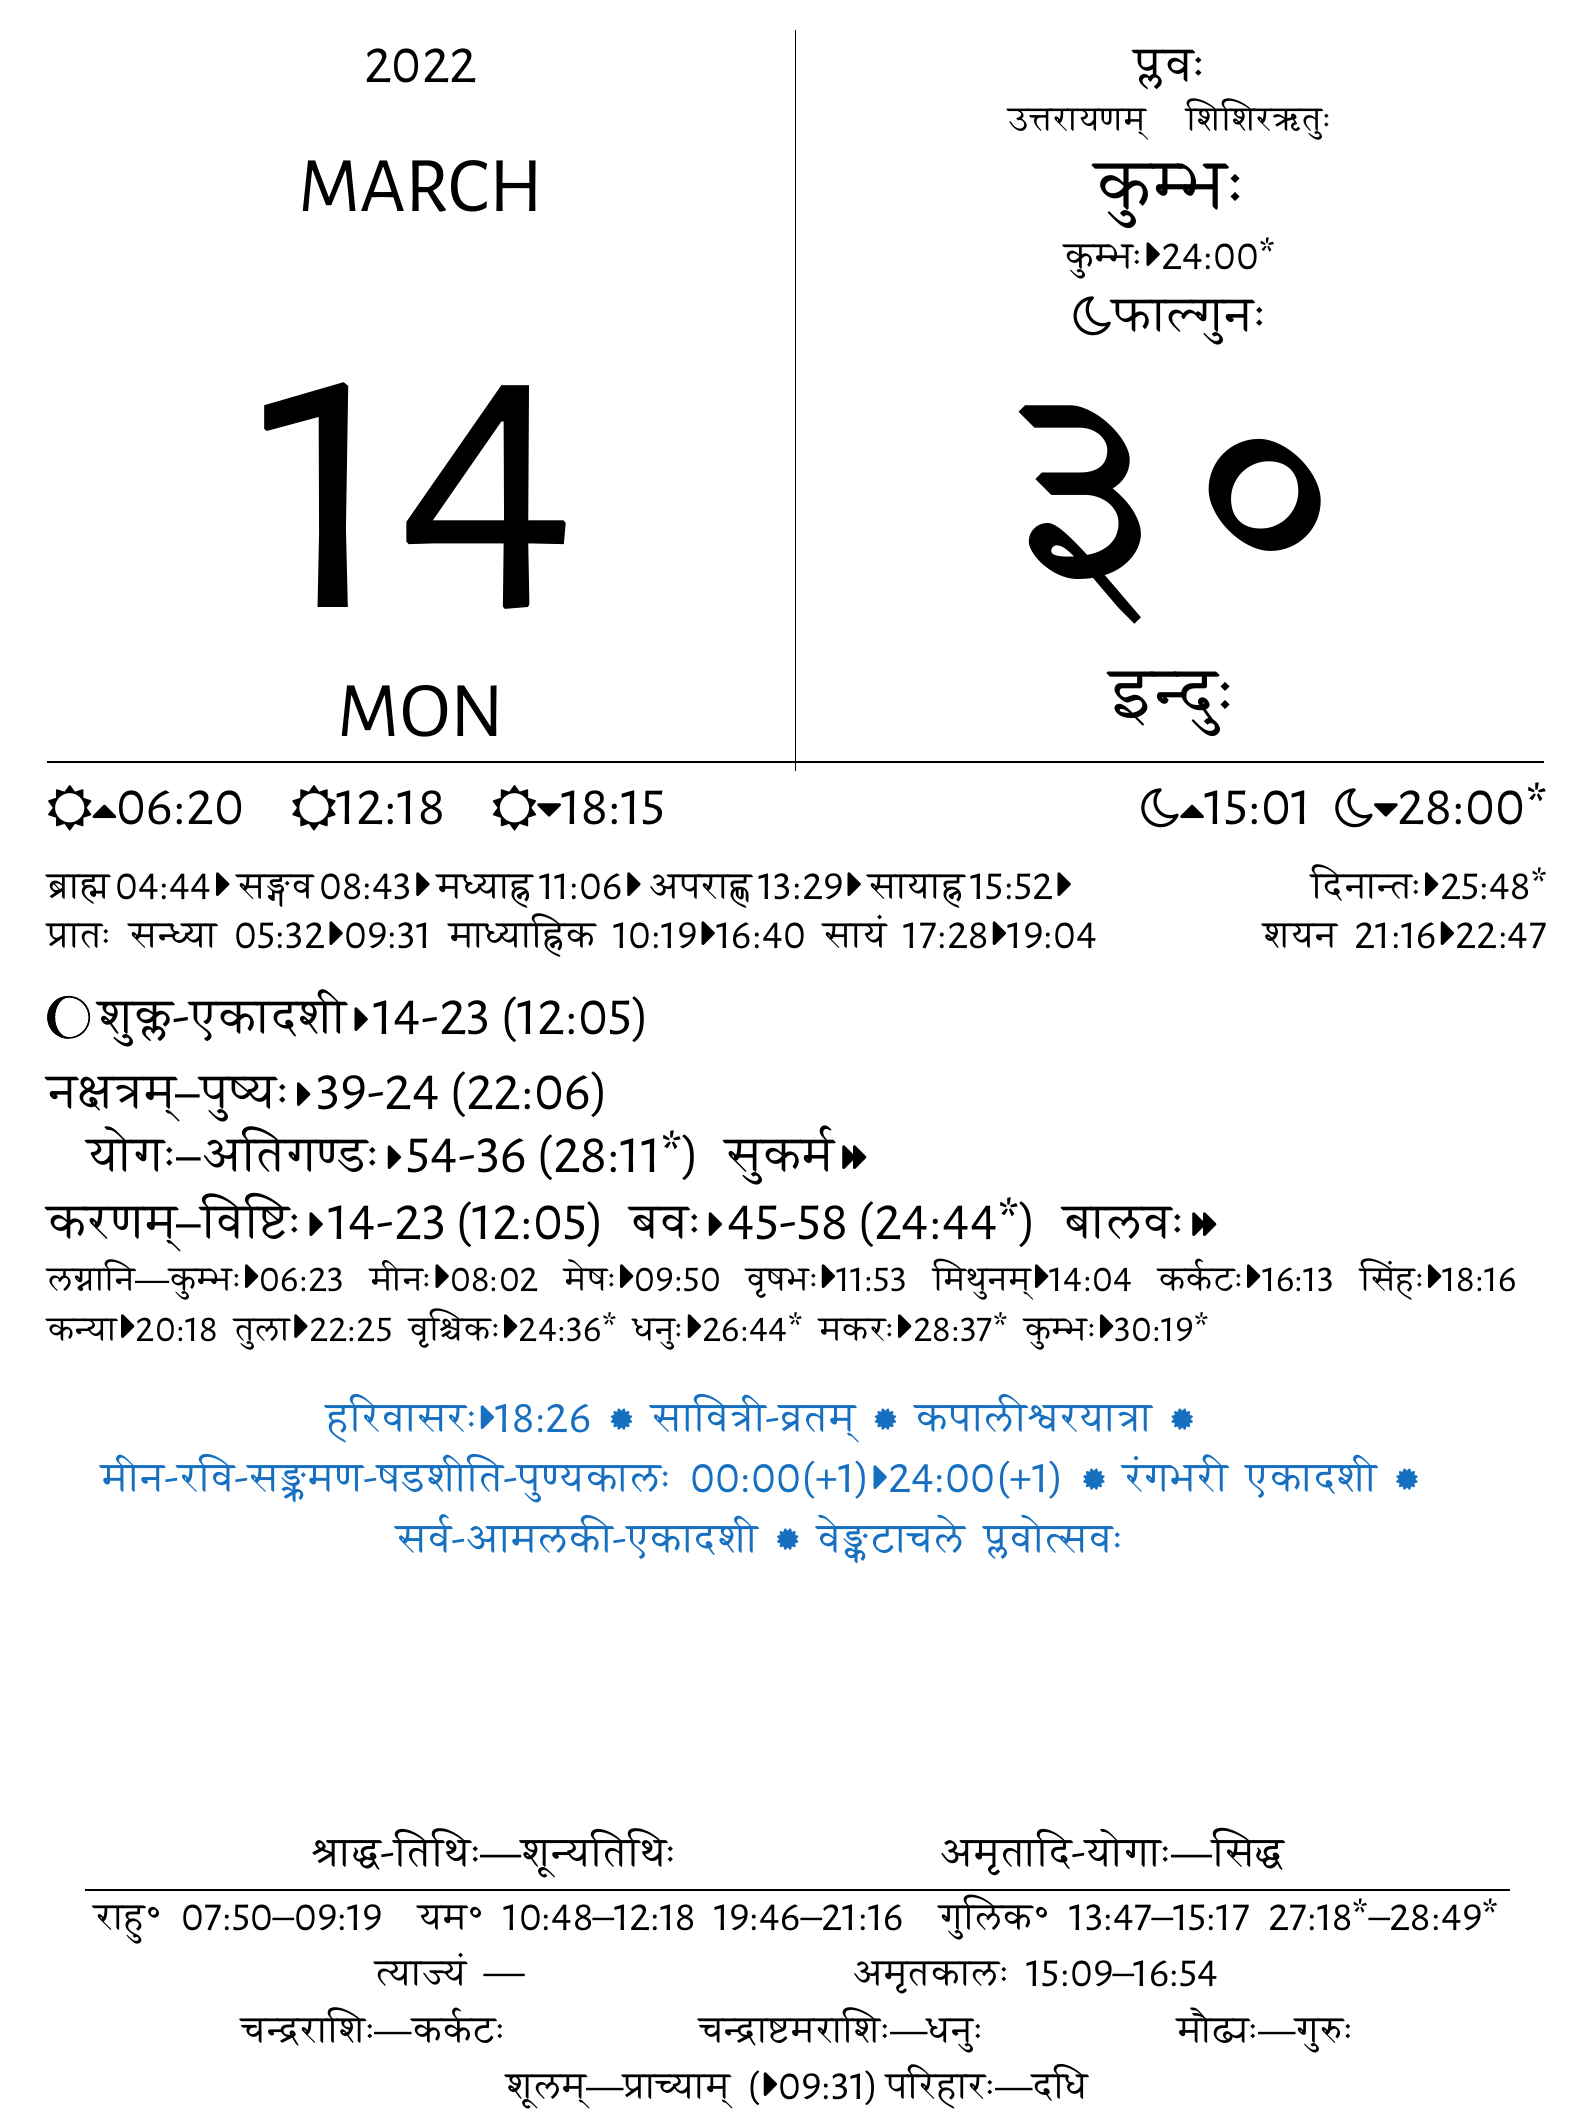 2022
MARCH
14
MON
प्लवः
उत्तरायणम् शिशिरऋतुः
कुम्भः
कुम्भः⏵24:00*
☾फाल्गुनः
३०
इन्दुः
06:20 12:18 18:15 15:01 28:00*
ब्राह्म 04:44⏵ सङ्गव 08:43⏵ मध्याह्न 11:06⏵ अपराह्ण 13:29⏵ सायाह्न 15:52⏵ दिनान्तः⏵25:48*
प्रातः सन्ध्या 05:32⏵09:31 माध्याह्निक 10:19⏵16:40 सायं 17:28⏵19:04 शयन 21:16⏵22:47
शुक्ल-एकादशी⏵14-23 (12:05)
नक्षत्रम्–पुष्यः⏵39-24 (22:06)
योगः–अतिगण्डः⏵54-36 (28:11*) सुकर्म⏵⏵
करणम्–विष्टिः⏵14-23 (12:05) बवः⏵45-58 (24:44*) बालवः⏵⏵
लग्नानि—कुम्भः⏵06:23 मीनः⏵08:02 मेषः⏵09:50 वृषभः⏵11:53 मिथुनम्⏵14:04 कर्कटः⏵16:13 सिंहः⏵18:16
कन्या⏵20:18 तुला⏵22:25 वृश्चिकः⏵24:36* धनुः⏵26:44* मकरः⏵28:37* कुम्भः⏵30:19*
हरिवासरः⏵18:26 ✹ सावित्री-व्रतम् ✹ कपालीश्वरयात्रा ✹
मीन-रवि-सङ्क्रमण-षडशीति-पुण्यकालः 00:00(+1)⏵24:00(+1) ✹ रंगभरी एकादशी ✹
सर्व-आमलकी-एकादशी ✹ वेङ्कटाचले प्लवोत्सवः
श्राद्ध-तिथिः—शून्यतिथिः अमृतादि-योगाः—सिद्ध
राहु॰ 07:50–09:19 यम॰ 10:48–12:18 19:46–21:16 गुलिक॰ 13:47–15:17 27:18*–28:49*
त्याज्यं — अमृतकालः 15:09–16:54
चन्द्रराशिः—कर्कटः चन्द्राष्टमराशिः—धनुः मौढ्यः—गुरुः
शूलम्—प्राच्याम् (⏵09:31) परिहारः—दधि